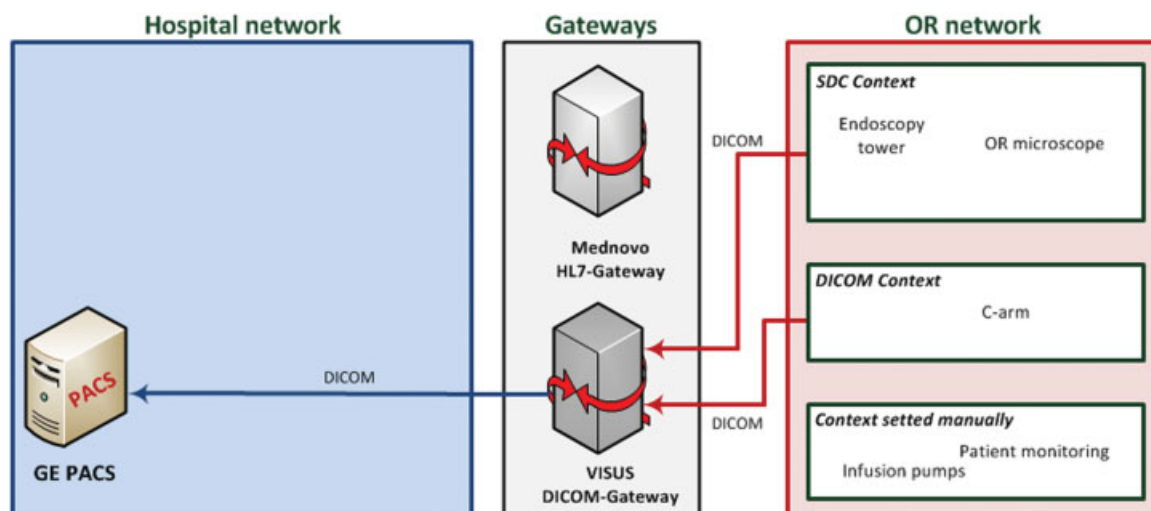 Hospital network
Gateways
OR network
SDC Context
Endoscopy
tower
OR microscope
DICOM
Mednovo
HL7-Gateway
DICOM Context
C-arm
DICOM
PACS
DICOM
GE PACS
VISUS
DICOM-Gateway
Context setted manually
Patient monitoring
Infusion pumps